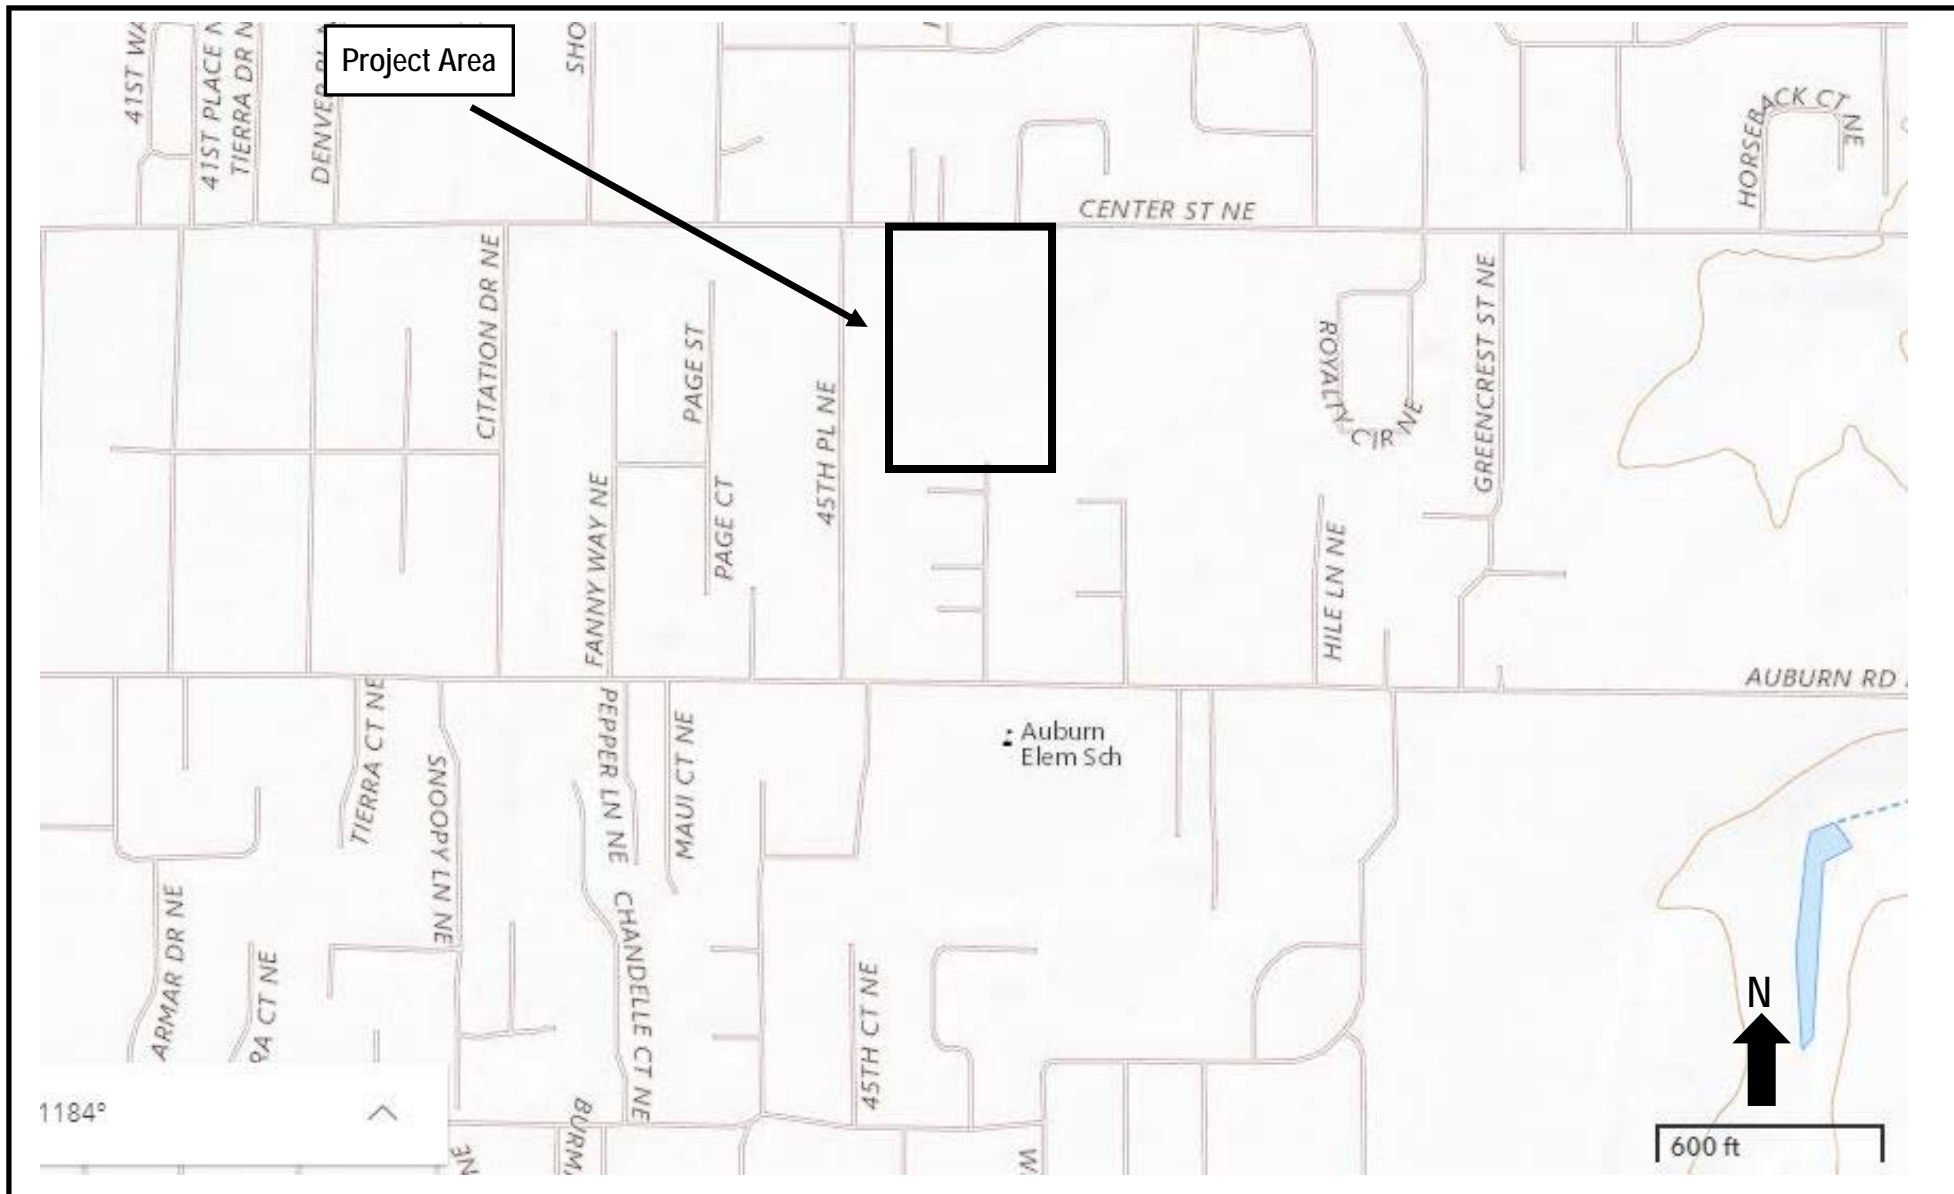 41ST WA
41ST PLACE N
TIERRA DR N
Project Area
SHO
HORSEBACK CT NE
CENTER ST NE
CITATION DR NE
PAGE ST
45TH PL NE
ROYALTY CIR NE
GREENCREST ST NE
FANNY WAY NE
PAGE CT
HILE LN NE
AUBURN RD
TIERRA CT NE
SNOOPY LN NE
PEPPER LN NE
MAUI CT NE
Auburn
Elem Sch
ARMAR DR NE
RA CT NE
CHANDELLE CT NE
45TH CT NE
N
1184°
BURM
NE
W
600 ft